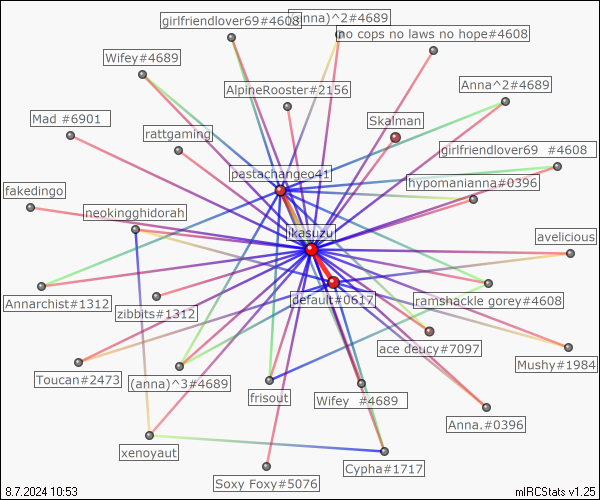 girlfriendlover69#4608
(anna)^2#4689
no cops no laws no hope#4608
Wifey#4689
AlpineRooster#2156
Anna^2#4689
Mad #6901
Skalman
rattgaming
girlfriendlover69 #4608
pastachangeo41
hypomanianna#0396
fakedingo
neokingghidorah
ikasuzu
avelicious
Annarchist#1312
default#0617
ramshackle gorey#4608
zibbits#1312
ace deucy#7097
Mushy#1984
Toucan#2473
(anna)^3#4689
frisout
Wifey #4689
Anna.#0396
xenoyaut
Cypha#1717
Soxy Foxy#5076
8.7.2024 10:53
mIRCStats v1.25